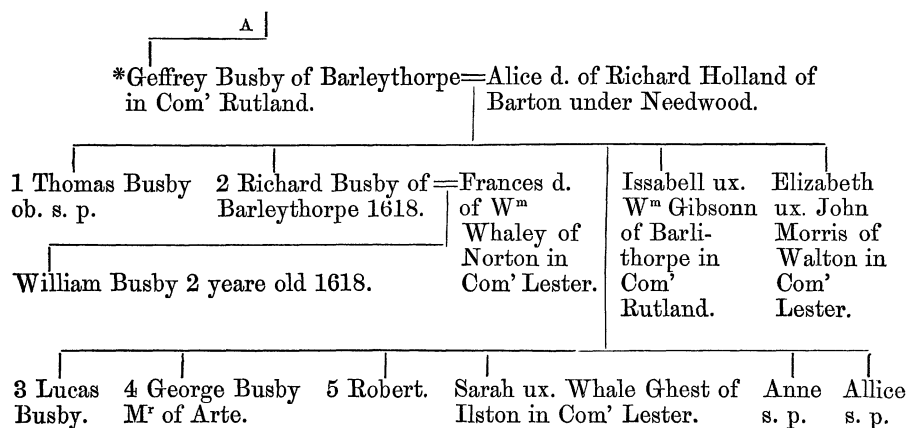 A
*Geffrey Busby of Barleythorpe=Alice d. of Richard Holland of
in Com' Rutland. Barton under Needwood.
1 Thomas Busby
ob. s. p.
2 Richard Busby of=Frances d.
Barleythorpe 1618. of Wᵐ
Whaley of
Norton in
Com' Lester.
Issabell ux.
Wᵐ Gibsonn
of Barli-
thorpe in
Com'
Rutland.
Elizabeth
ux. John
Morris of
Walton in
Com'
Lester.
William Busby 2 yeare old 1618.
3 Lucas
Busby.
4 George Busby
Mʳ of Arte.
5 Robert.
Sarah ux. Whale Ghest of
Ilston in Com' Lester.
Anne
s. p.
Allice
s. p.